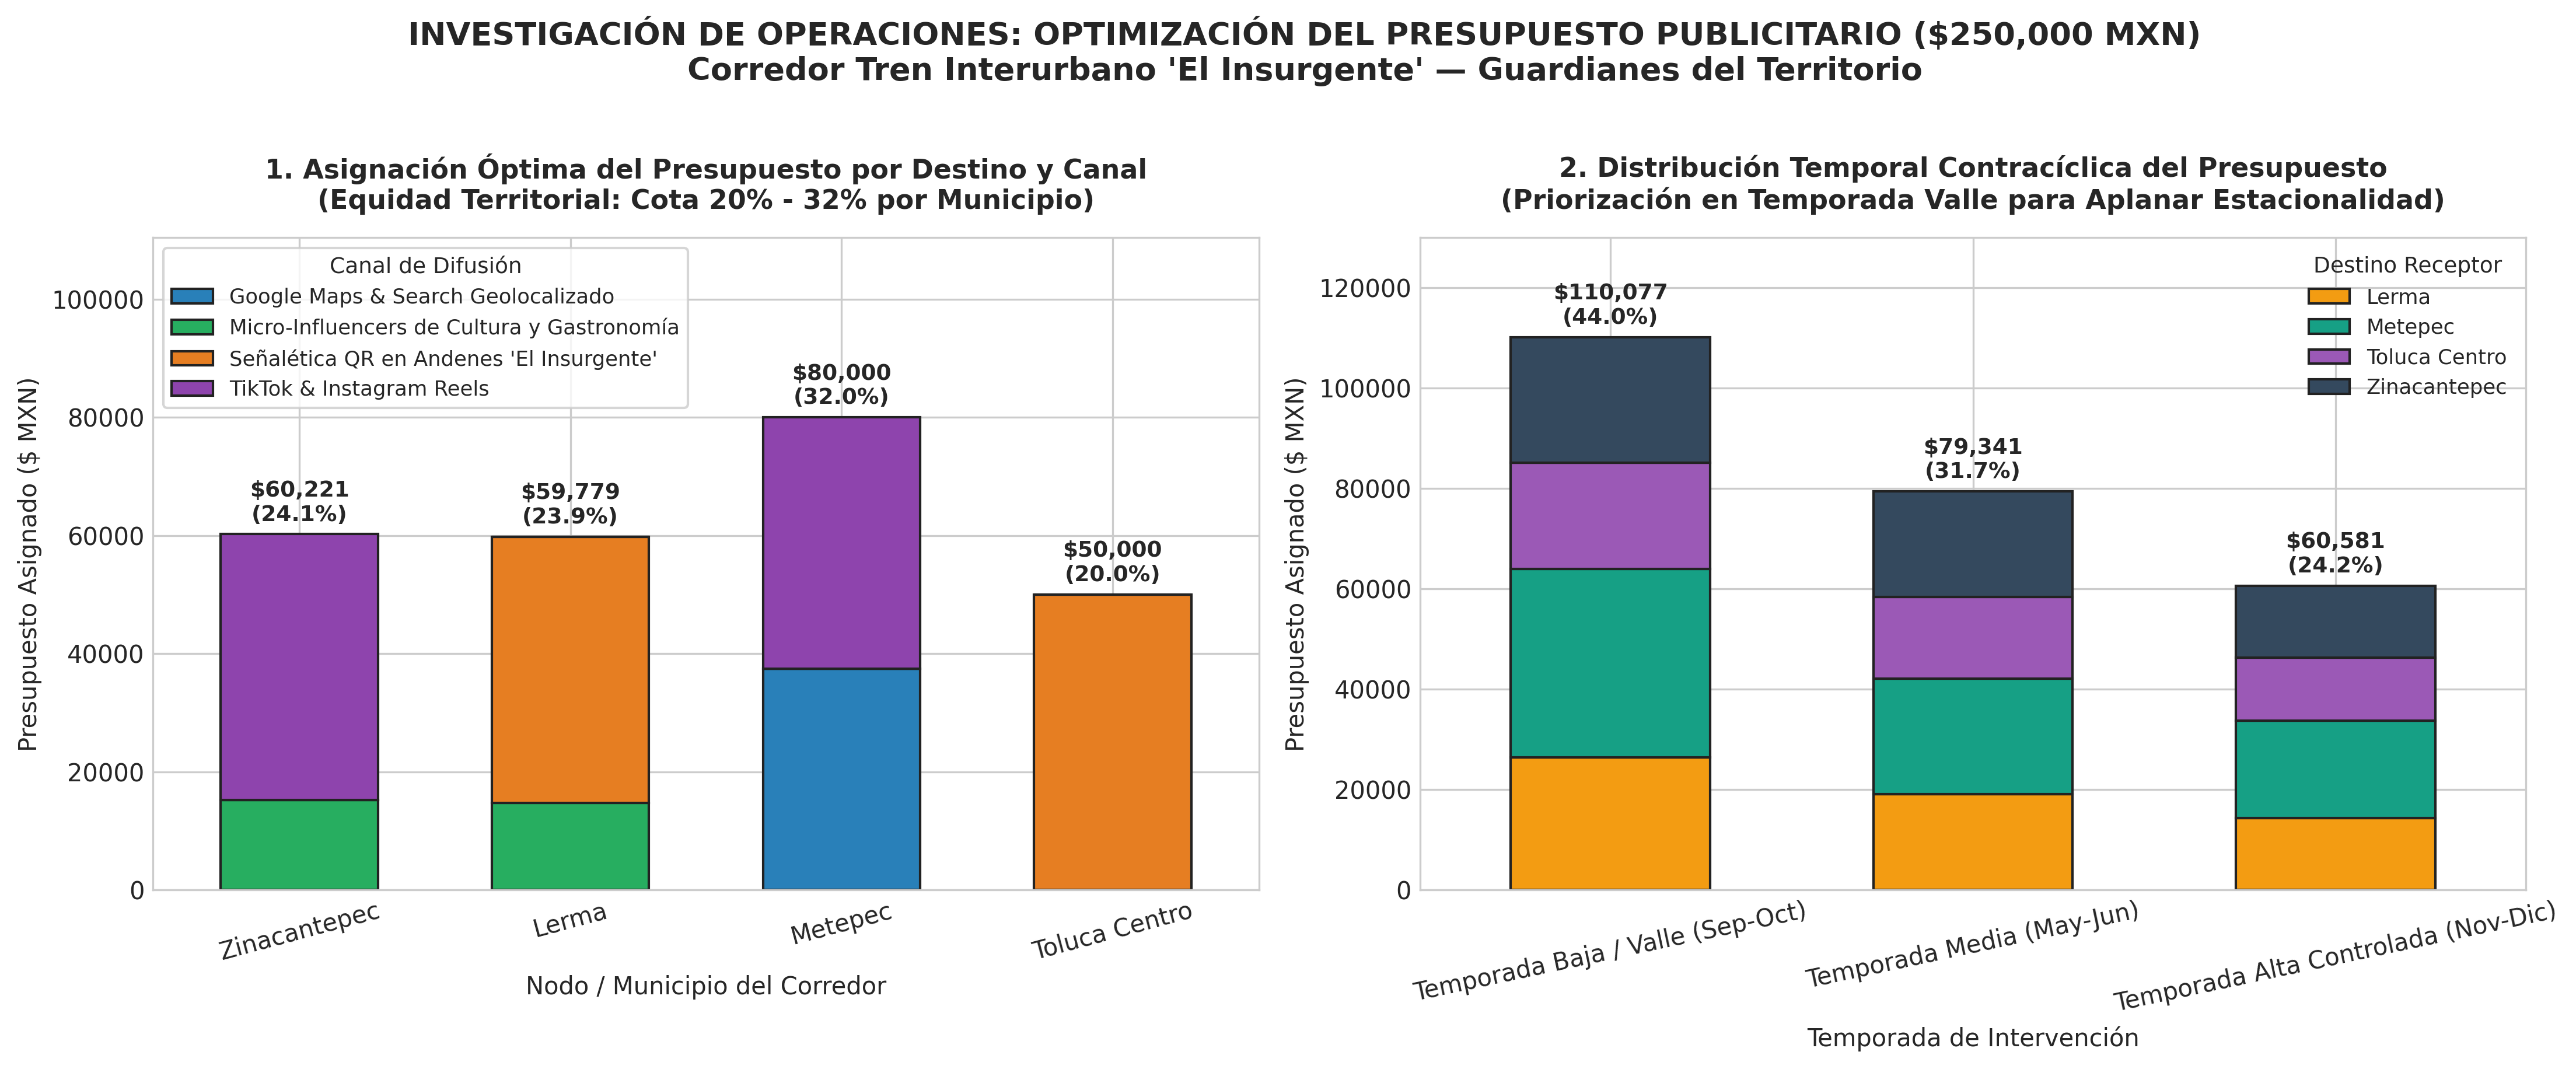 INVESTIGACIÓN DE OPERACIONES: OPTIMIZACIÓN DEL PRESUPUESTO PUBLICITARIO ($250,000 MXN)
Corredor Tren Interurbano 'El Insurgente' — Guardianes del Territorio
1. Asignación Óptima del Presupuesto por Destino y Canal
(Equidad Territorial: Cota 20% - 32% por Municipio)
Presupuesto Asignado ($ MXN)
100000
80000
60000
40000
20000
0
Canal de Difusión
Google Maps & Search Geolocalizado
Micro-Influencers de Cultura y Gastronomía
Señalética QR en Andenes 'El Insurgente'
TikTok & Instagram Reels
$60,221
(24.1%)
$59,779
(23.9%)
$80,000
(32.0%)
$50,000
(20.0%)
Zinacantepec
Lerma
Metepec
Toluca Centro
Nodo / Municipio del Corredor
2. Distribución Temporal Contracíclica del Presupuesto
(Priorización en Temporada Valle para Aplanar Estacionalidad)
Presupuesto Asignado ($ MXN)
120000
100000
80000
60000
40000
20000
0
Destino Receptor
Lerma
Metepec
Toluca Centro
Zinacantepec
$110,077
(44.0%)
$79,341
(31.7%)
$60,581
(24.2%)
Temporada Baja / Valle (Sep-Oct)
Temporada Media (May-Jun)
Temporada Alta Controlada (Nov-Dic)
Temporada de Intervención